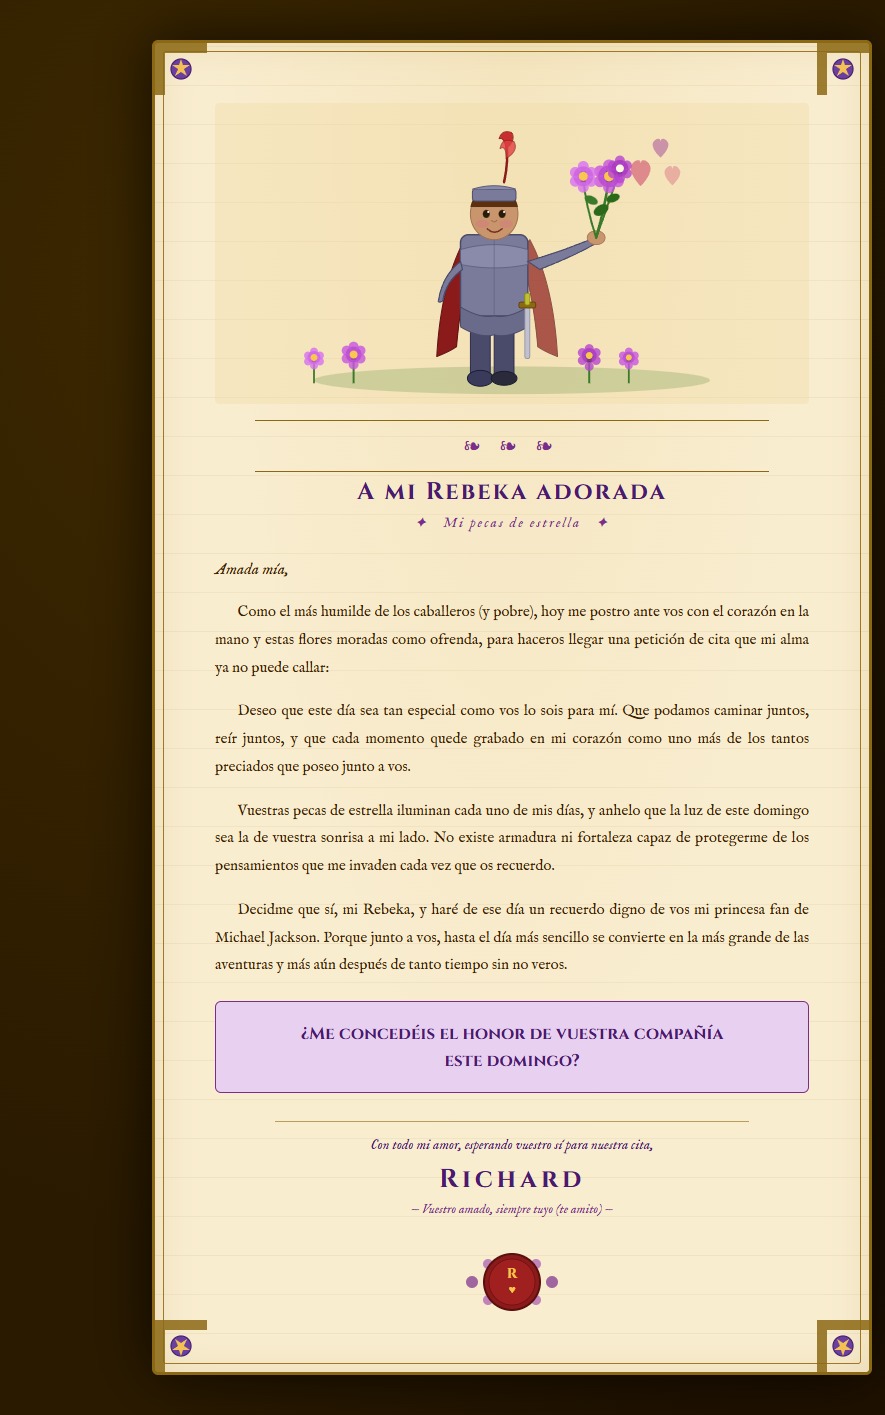 A mi Rebeka adorada
✦ Mi pecas de estrella ✦
Amada mía,
Como el más humilde de los caballeros (y pobre), hoy me postro ante vos con el corazón en la
mano y estas flores moradas como ofrenda, para haceros llegar una petición de cita que mi alma
ya no puede callar:
Deseo que este día sea tan especial como vos lo sois para mí. Que podamos caminar juntos,
reír juntos, y que cada momento quede grabado en mi corazón como uno más de los tantos
preciados que poseo junto a vos.
Vuestras pecas de estrella iluminan cada uno de mis días, y anhelo que la luz de este domingo
sea la de vuestra sonrisa a mi lado. No existe armadura ni fortaleza capaz de protegerme de los
pensamientos que me invaden cada vez que os recuerdo.
Decidme que sí, mi Rebeka, y haré de ese día un recuerdo digno de vos mi princesa fan de
Michael Jackson. Porque junto a vos, hasta el día más sencillo se convierte en la más grande de las
aventuras y más aún después de tanto tiempo sin no veros.
¿Me concedéis el honor de vuestra compañía
este domingo?
Con todo mi amor, esperando vuestro sí para nuestra cita,
Richard
— Vuestro amado, siempre tuyo (te amito) —
R
♥